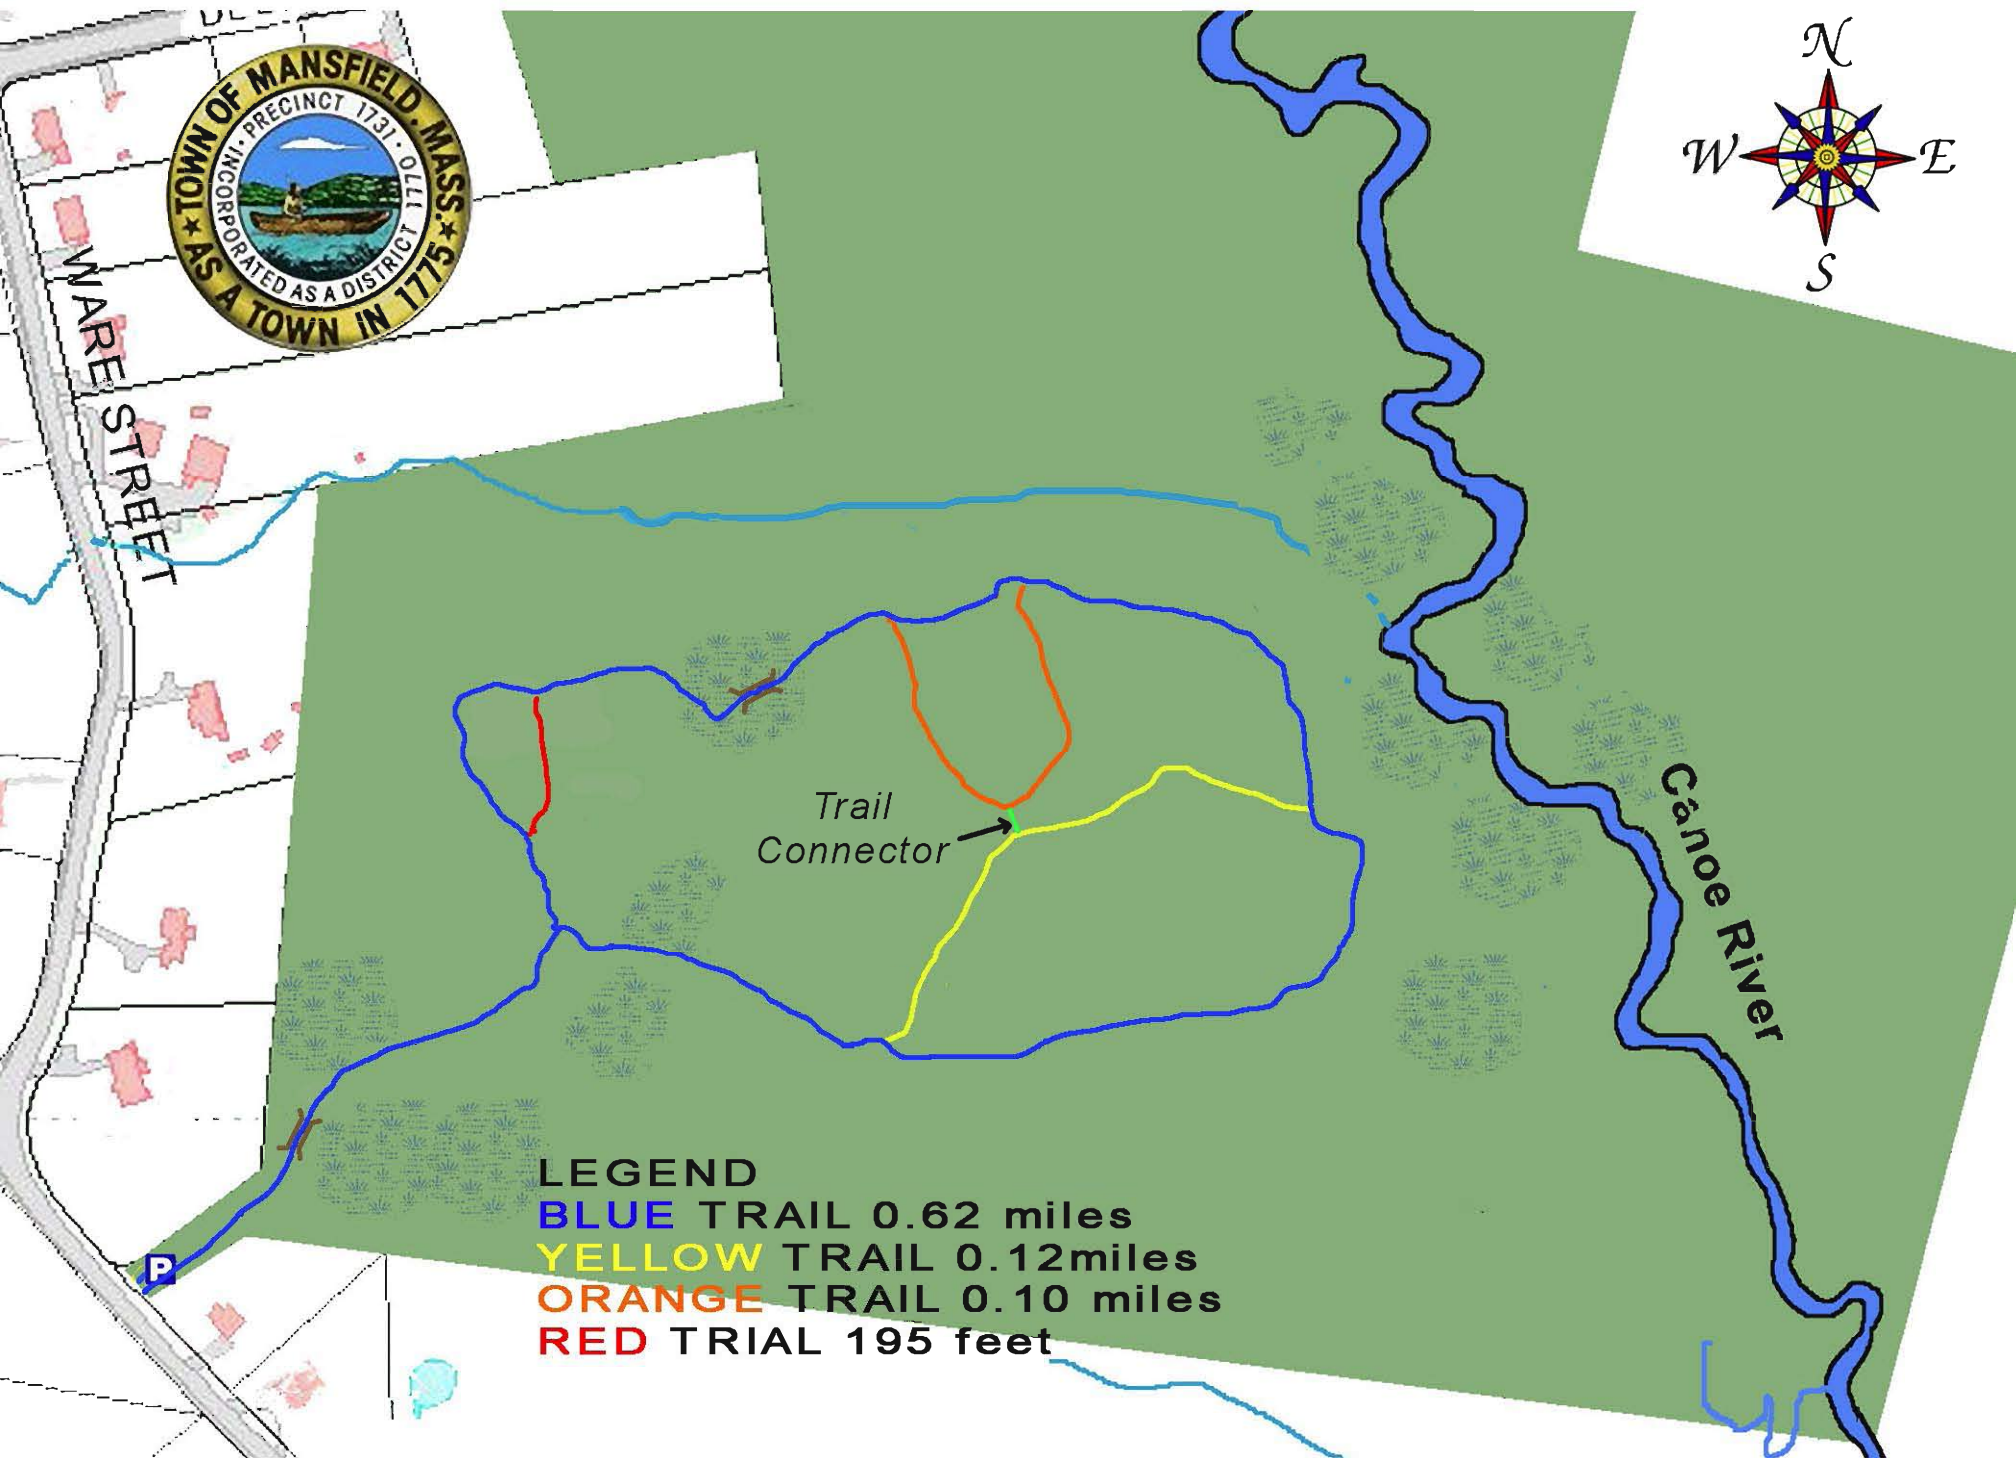 TOWN OF MANSFIELD, MASS.
AS A TOWN IN 1775
PRECINCT 1731
INCORPORATED AS A DISTRICT 1770
N
W
E
S
WARE STREET
Canoe River
Trail
Connector
P
LEGEND
BLUE TRAIL 0.62 miles
YELLOW TRAIL 0.12miles
ORANGE TRAIL 0.10 miles
RED TRIAL 195 feet